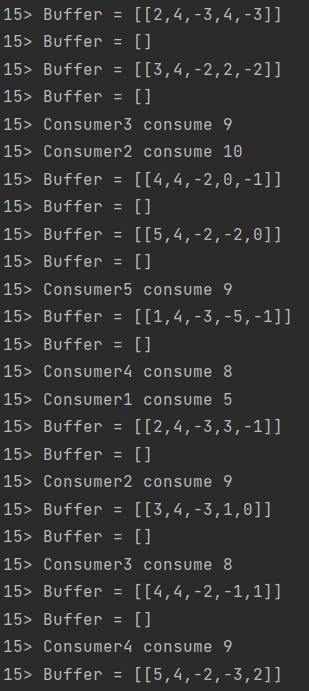 15> Buffer = [[2,4,-3,4,-3]]
15> Buffer = []
15> Buffer = [[3,4,-2,2,-2]]
15> Buffer = []
15> Consumer3 consume 9
15> Consumer2 consume 10
15> Buffer = [[4,4,-2,0,-1]]
15> Buffer = []
15> Buffer = [[5,4,-2,-2,0]]
15> Buffer = []
15> Consumer5 consume 9
15> Buffer = [[1,4,-3,-5,-1]]
15> Buffer = []
15> Consumer4 consume 8
15> Consumer1 consume 5
15> Buffer = [[2,4,-3,3,-1]]
15> Buffer = []
15> Consumer2 consume 9
15> Buffer = [[3,4,-3,1,0]]
15> Buffer = []
15> Consumer3 consume 8
15> Buffer = [[4,4,-2,-1,1]]
15> Buffer = []
15> Consumer4 consume 9
15> Buffer = [[5,4,-2,-3,2]]